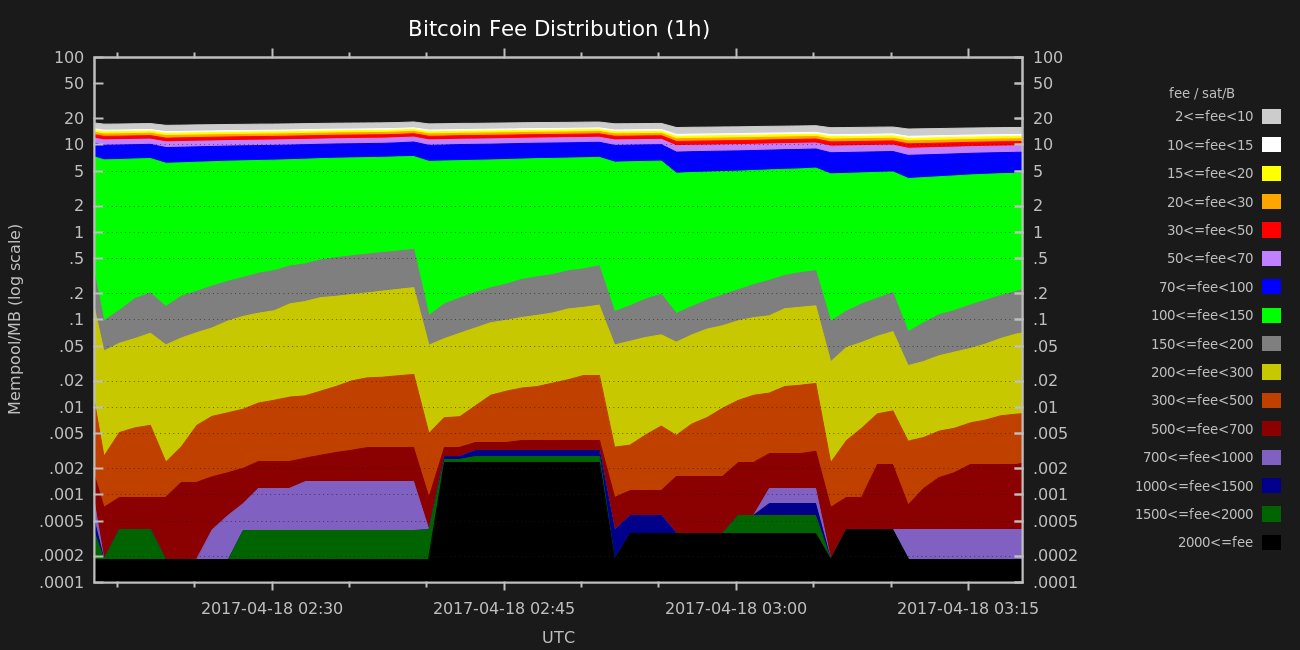 Bitcoin Fee Distribution (1h)
100
50
20
10
5
2
1
.5
.2
.1
.05
.02
.01
.005
.002
.001
.0005
.0002
.0001
Mempool/MB (log scale)
100
50
20
10
5
2
1
.5
.2
.1
.05
.02
.01
.005
.002
.001
.0005
.0002
.0001
2017-04-18 02:30
2017-04-18 02:45
2017-04-18 03:00
2017-04-18 03:15
UTC
fee / sat/B
2<=fee<10
10<=fee<15
15<=fee<20
20<=fee<30
30<=fee<50
50<=fee<70
70<=fee<100
100<=fee<150
150<=fee<200
200<=fee<300
300<=fee<500
500<=fee<700
700<=fee<1000
1000<=fee<1500
1500<=fee<2000
2000<=fee